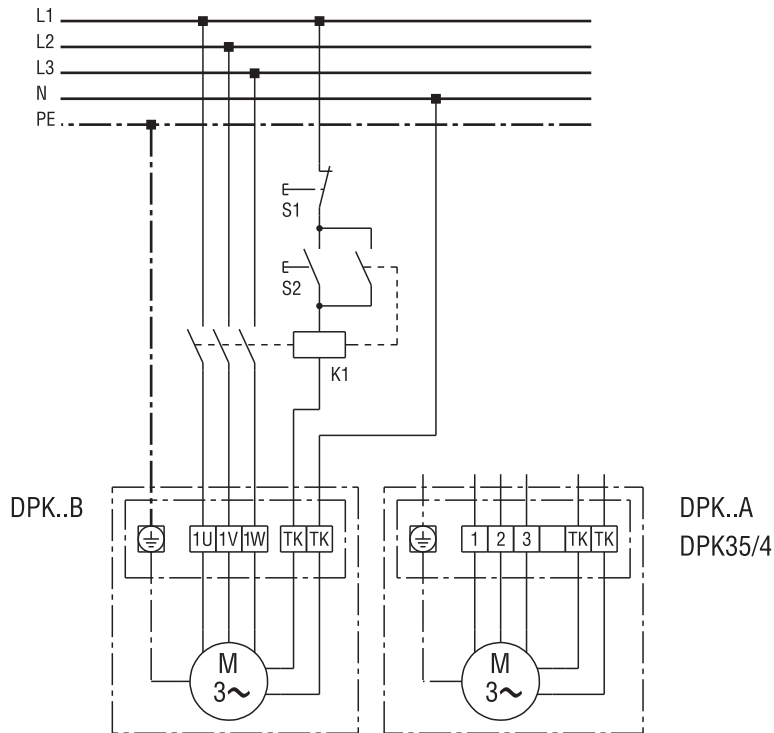 L1
L2
L3
N
PE
S1
S2
K1
DPK..B
1U 1V 1W TK TK
M
3~
1 2 3 TK TK
M
3~
DPK..A
DPK35/4